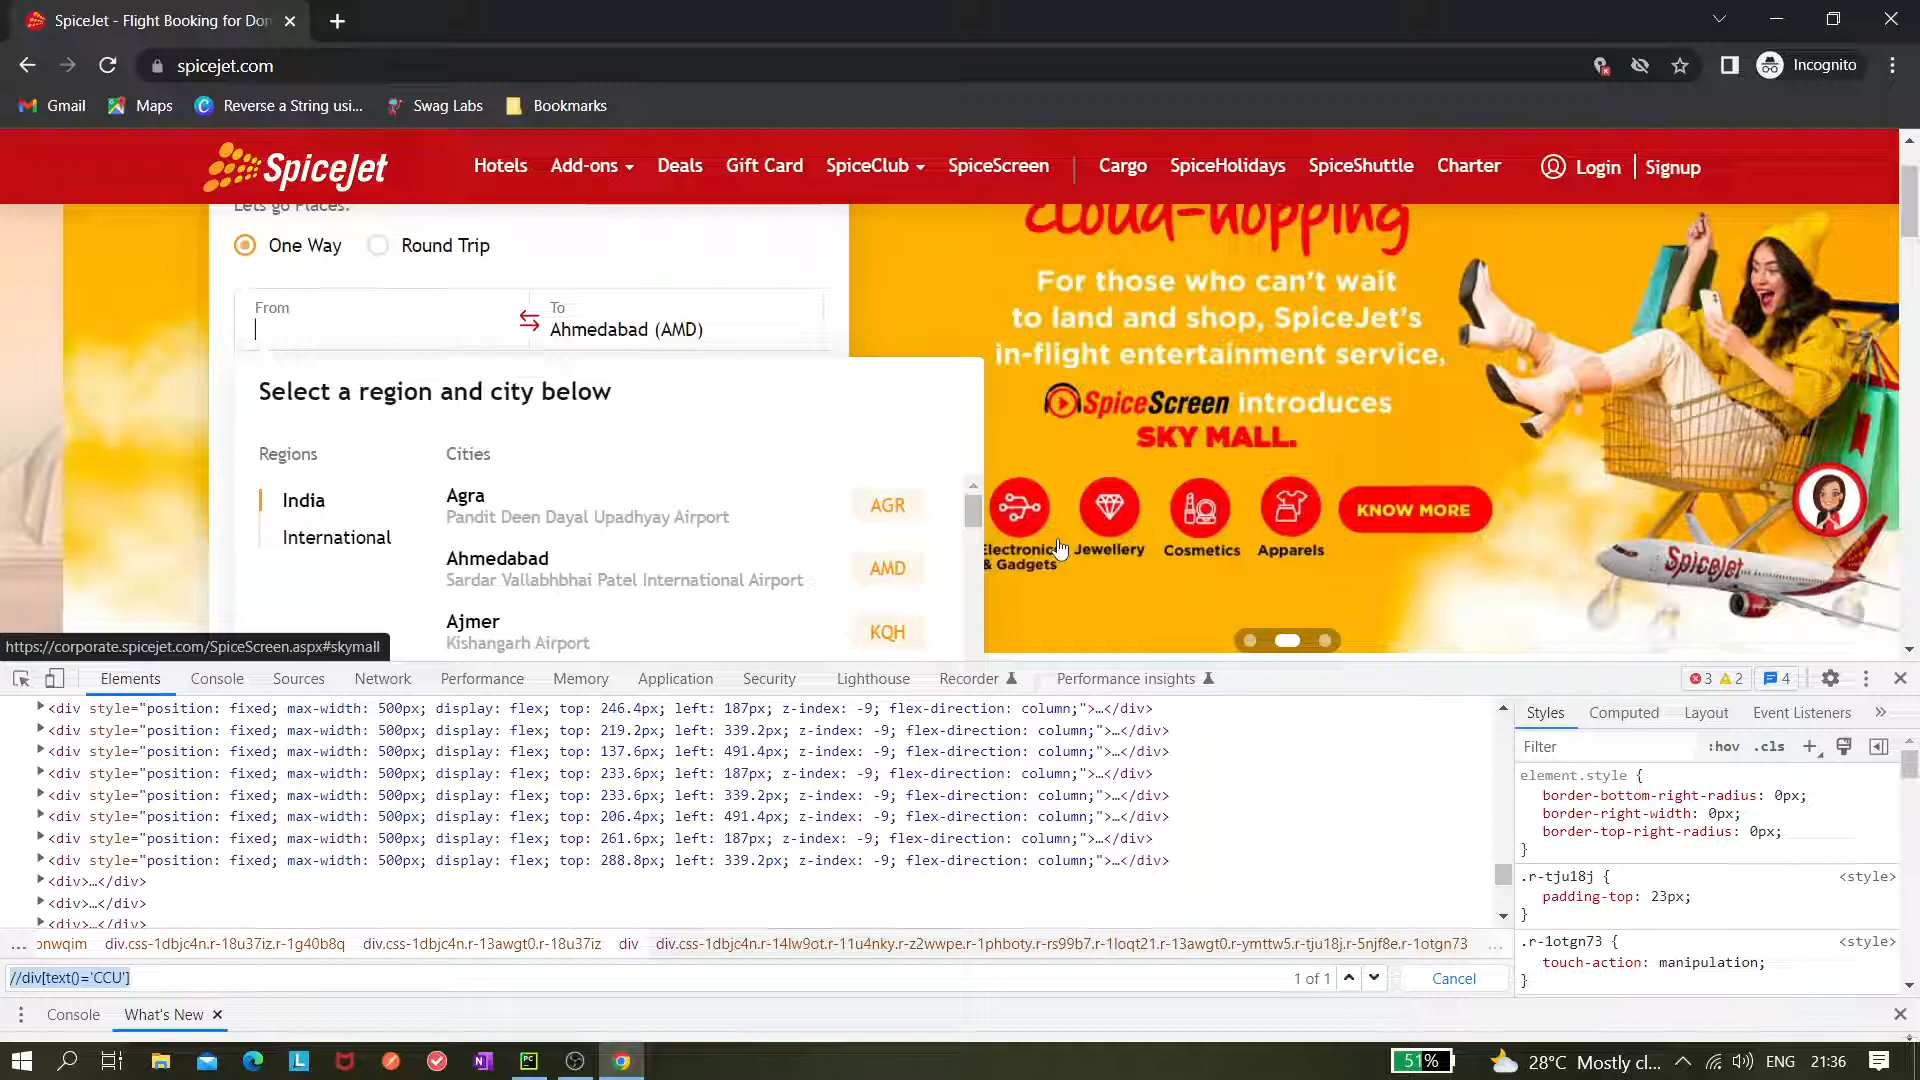 SpiceJet - Flight Booking for Don
spicejet.com
Incognito
Gmail
Maps
Reverse a String usi...
Swag Labs
Bookmarks
SpiceJet
Hotels
Add-ons
Deals
Gift Card
SpiceClub
SpiceScreen
Cargo
SpiceHolidays
SpiceShuttle
Charter
Login
Signup
Lets go Places.
One Way
Round Trip
From
To
Ahmedabad (AMD)
Select a region and city below
Regions
Cities
India
International
Agra
Pandit Deen Dayal Upadhyay Airport
AGR
Ahmedabad
Sardar Vallabhbhai Patel International Airport
AMD
Ajmer
Kishangarh Airport
KQH
cloud-hopping
For those who can't wait
to land and shop, SpiceJet's
in-flight entertainment service,
SpiceScreen introduces
SKY MALL.
Electronic
& Gadgets
Jewellery
Cosmetics
Apparels
KNOW MORE
SpiceJet
https://corporate.spicejet.com/SpiceScreen.aspx#skymall
Elements
Console
Sources
Network
Performance
Memory
Application
Security
Lighthouse
Recorder
Performance insights
3
2
4
<div style="position: fixed; max-width: 500px; display: flex; top: 246.4px; left: 187px; z-index: -9; flex-direction: column;">…</div>
<div style="position: fixed; max-width: 500px; display: flex; top: 219.2px; left: 339.2px; z-index: -9; flex-direction: column;">…</div>
<div style="position: fixed; max-width: 500px; display: flex; top: 137.6px; left: 491.4px; z-index: -9; flex-direction: column;">…</div>
<div style="position: fixed; max-width: 500px; display: flex; top: 233.6px; left: 187px; z-index: -9; flex-direction: column;">…</div>
<div style="position: fixed; max-width: 500px; display: flex; top: 233.6px; left: 339.2px; z-index: -9; flex-direction: column;">…</div>
<div style="position: fixed; max-width: 500px; display: flex; top: 206.4px; left: 491.4px; z-index: -9; flex-direction: column;">…</div>
<div style="position: fixed; max-width: 500px; display: flex; top: 261.6px; left: 187px; z-index: -9; flex-direction: column;">…</div>
<div style="position: fixed; max-width: 500px; display: flex; top: 288.8px; left: 339.2px; z-index: -9; flex-direction: column;">…</div>
<div>…</div>
<div>…</div>
<div>…</div>
... onwqim div.css-1dbjc4n.r-18u37iz.r-1g40b8q div.css-1dbjc4n.r-13awgt0.r-18u37iz div div.css-1dbjc4n.r-14lw9ot.r-11u4nky.r-z2wwpe.r-1phboty.r-rs99b7.r-1loqt21.r-13awgt0.r-ymttw5.r-tju18j.r-5njf8e.r-1otgn73 ...
//div[text()='CCU']
1 of 1
Cancel
Styles
Computed
Layout
Event Listeners
Filter
:hov
.cls
element.style {
border-bottom-right-radius: 0px;
border-right-width: 0px;
border-top-right-radius: 0px;
}
.r-tju18j {
<style>
padding-top: 23px;
}
.r-1otgn73 {
<style>
touch-action: manipulation;
}
Console
What's New
51%
28°C Mostly cl...
ENG
21:36